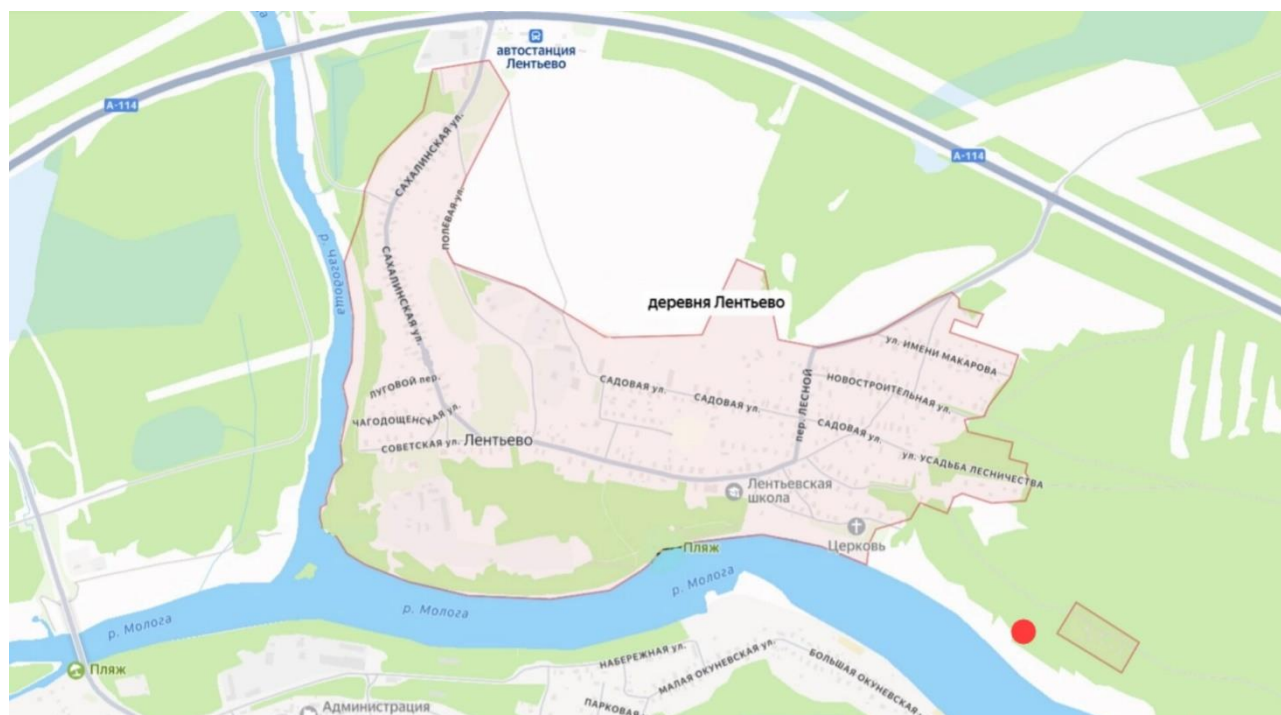 автостанция
Лентьево
А-114
САХАЛИНСКАЯ ул.
А-114
ПОЛЕВАЯ ул.
р. Чагодоща
САХАЛИНСКАЯ ул.
деревня Лентьево
ул. ИМЕНИ МАКАРОВА
ЛУГОВОЙ пер.
САДОВАЯ ул.
НОВОСТРОИТЕЛЬНАЯ ул.
САДОВАЯ ул.
пер. ЛЕСНОЙ
ЧАГОДОЩЕНСКАЯ ул.
САДОВАЯ ул.
СОВЕТСКАЯ ул.
Лентьево
ул. УСАДЬБА ЛЕСНИЧЕСТВА
Лентьевская
школа
Церковь
Пляж
р. Молога
р. Молога
р. Молога
Пляж
НАБЕРЕЖНАЯ ул.
МАЛАЯ ОКУНЕВСКАЯ ул.
БОЛЬШАЯ ОКУНЕВСКАЯ
ПАРКОВАЯ
Администрация